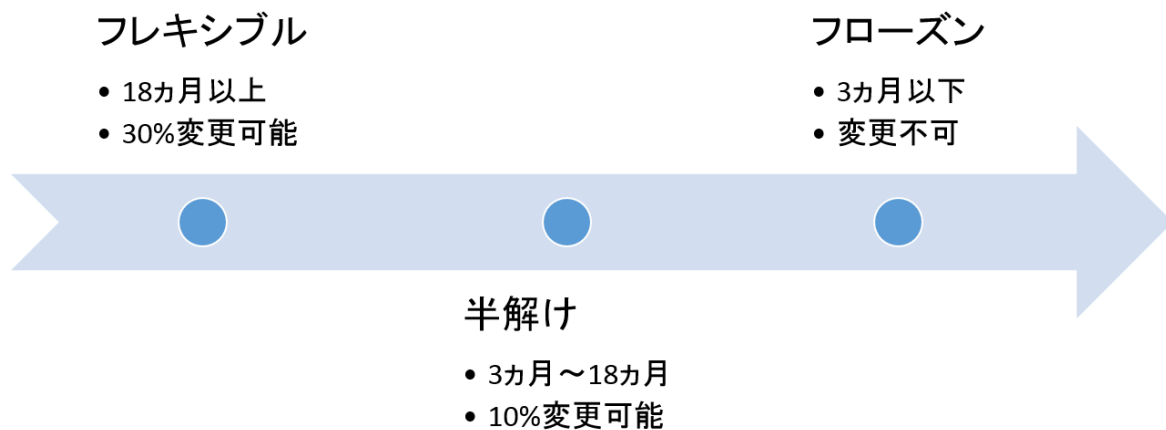 フレキシブル
• 18ヵ月以上
• 30%変更可能
フローズン
• 3ヵ月以下
• 変更不可
半解け
• 3ヵ月～18ヵ月
• 10%変更可能